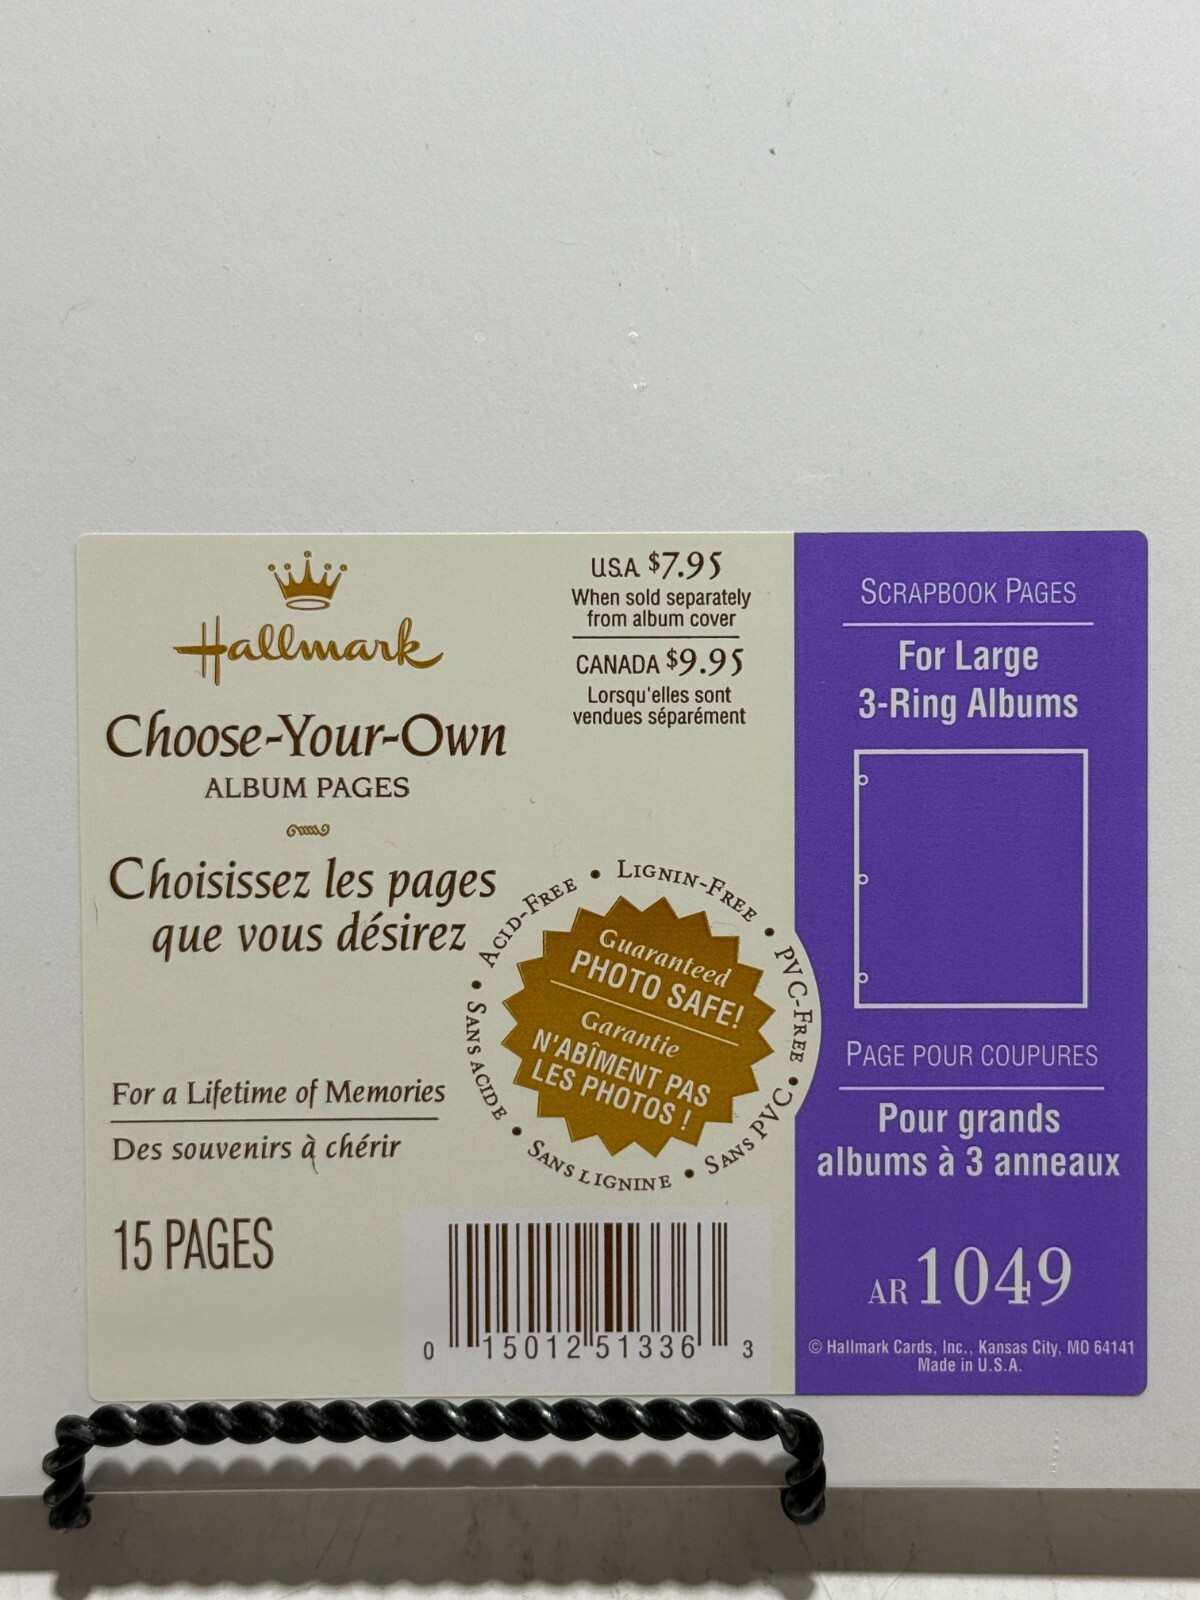 Hallmark
Choose-Your-Own
ALBUM PAGES
Choisissez les pages
que vous désirez
For a Lifetime of Memories
Des souvenirs à chérir
15 PAGES
U.S.A. $7.95
When sold separately
from album cover
CANADA $9.95
Lorsqu'elles sont
vendues séparément
ACID-FREE • LIGNIN-FREE • PVC-FREE •
SANS ACIDE • SANS LIGNINE • SANS PVC •
Guaranteed
PHOTO SAFE!
Garantie
N'ABÎMENT PAS
LES PHOTOS !
0 15012 51336 3
SCRAPBOOK PAGES
For Large
3-Ring Albums
PAGE POUR COUPURES
Pour grands
albums à 3 anneaux
AR 1049
© Hallmark Cards, Inc., Kansas City, MO 64141
Made in U.S.A.